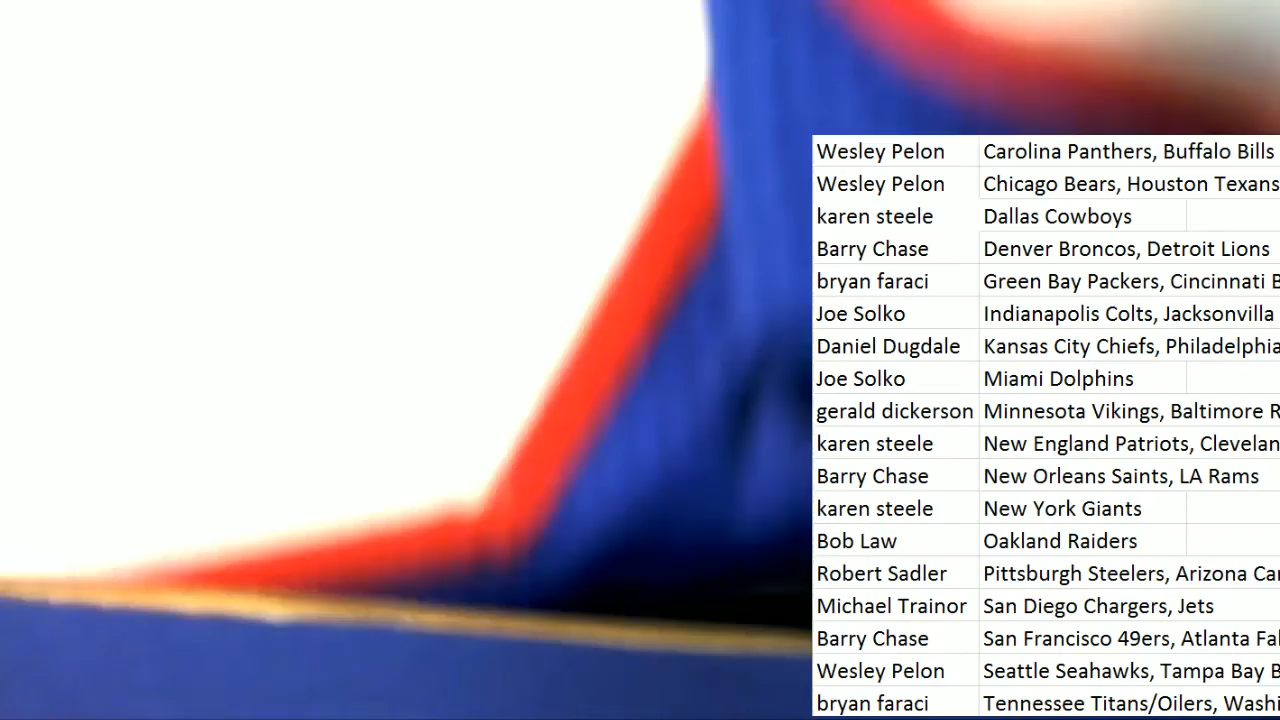 Wesley Pelon Carolina Panthers, Buffalo Bills
Wesley Pelon Chicago Bears, Houston Texans
karen steele Dallas Cowboys
Barry Chase Denver Broncos, Detroit Lions
bryan faraci Green Bay Packers, Cincinnati B
Joe Solko Indianapolis Colts, Jacksonvilla
Daniel Dugdale Kansas City Chiefs, Philadelphia
Joe Solko Miami Dolphins
gerald dickerson Minnesota Vikings, Baltimore R
karen steele New England Patriots, Clevelan
Barry Chase New Orleans Saints, LA Rams
karen steele New York Giants
Bob Law Oakland Raiders
Robert Sadler Pittsburgh Steelers, Arizona Car
Michael Trainor San Diego Chargers, Jets
Barry Chase San Francisco 49ers, Atlanta Fal
Wesley Pelon Seattle Seahawks, Tampa Bay B
bryan faraci Tennessee Titans/Oilers, Washi